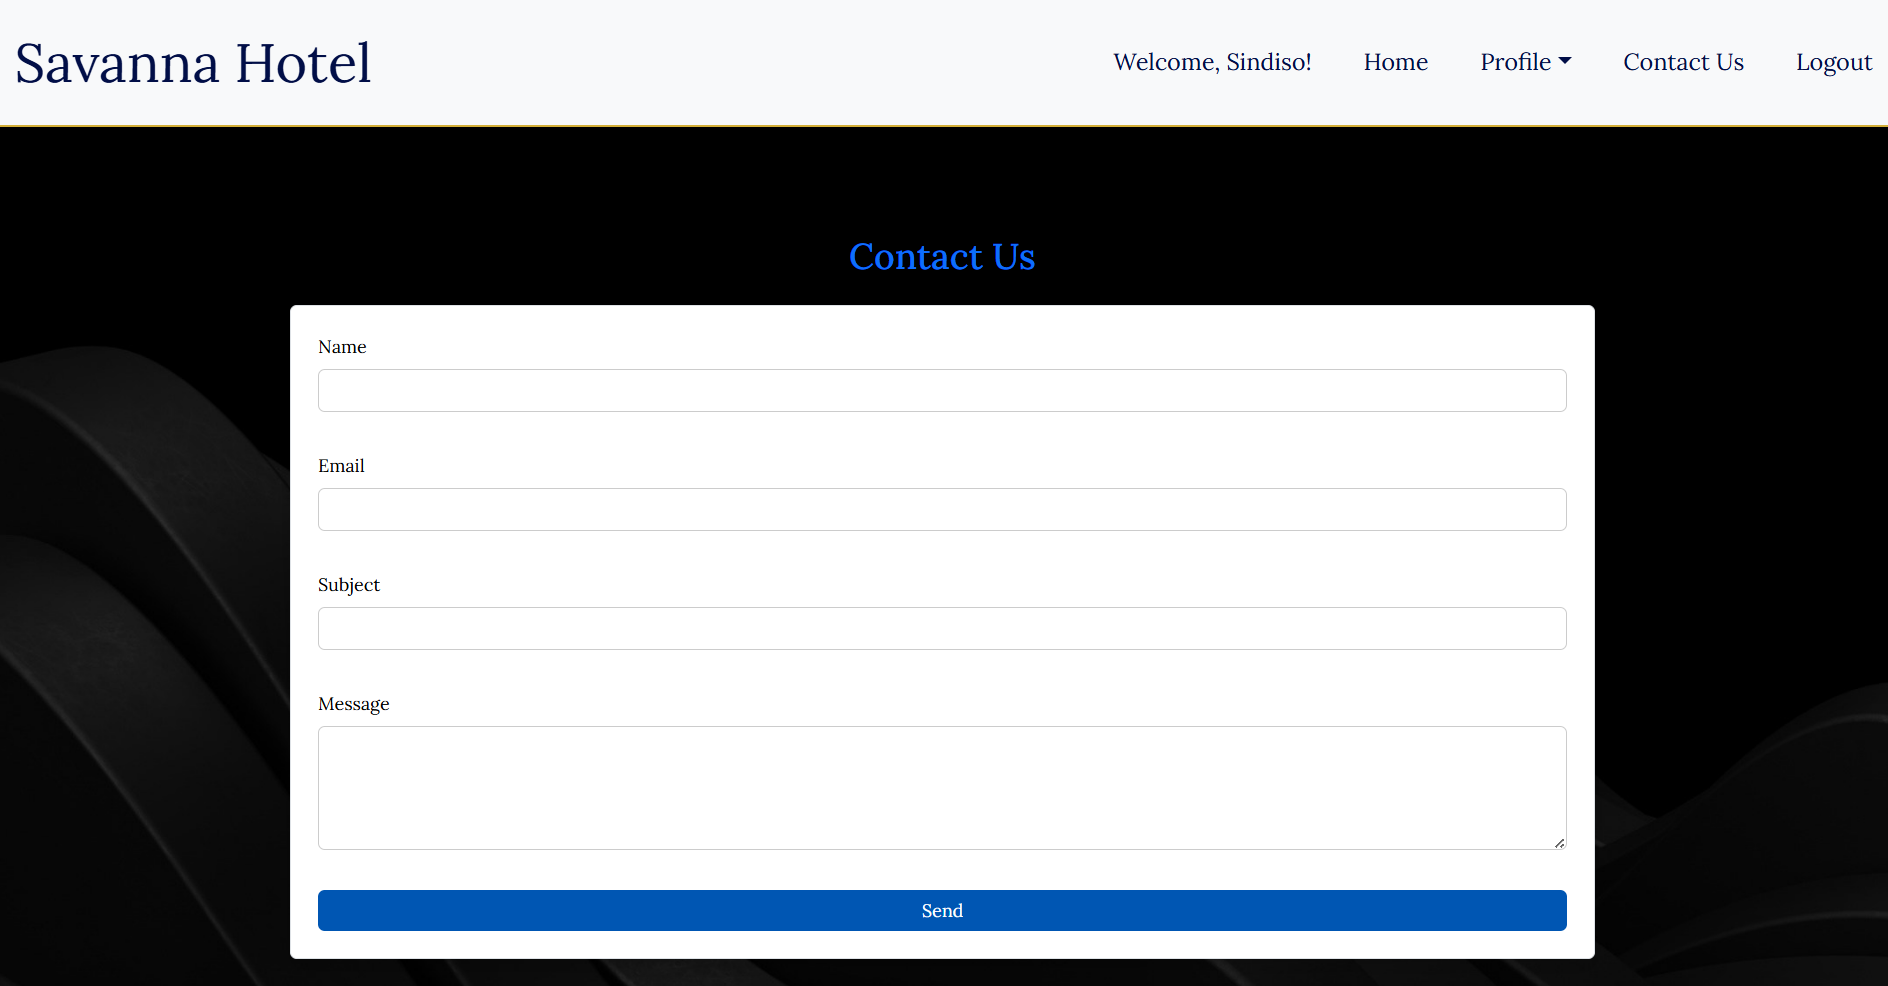 Savanna Hotel
Welcome, Sindiso! Home Profile Contact Us Logout
Contact Us
Name
Email
Subject
Message
Send